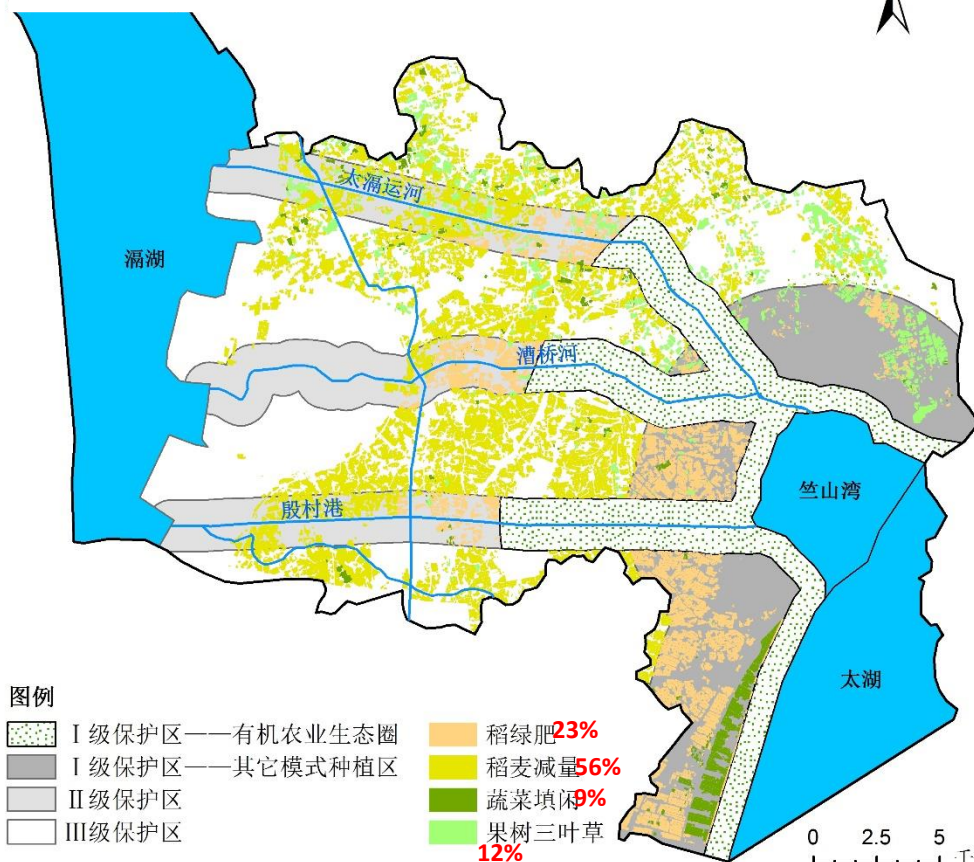 太滆运河
滆湖
漕桥河
竺山湾
殷村港
太湖
图例
I 级保护区——有机农业生态圈
I 级保护区——其它模式种植区
II级保护区
III级保护区
稻绿肥23%
稻麦减量56%
蔬菜填闲9%
果树三叶草
12%
0 2.5 5